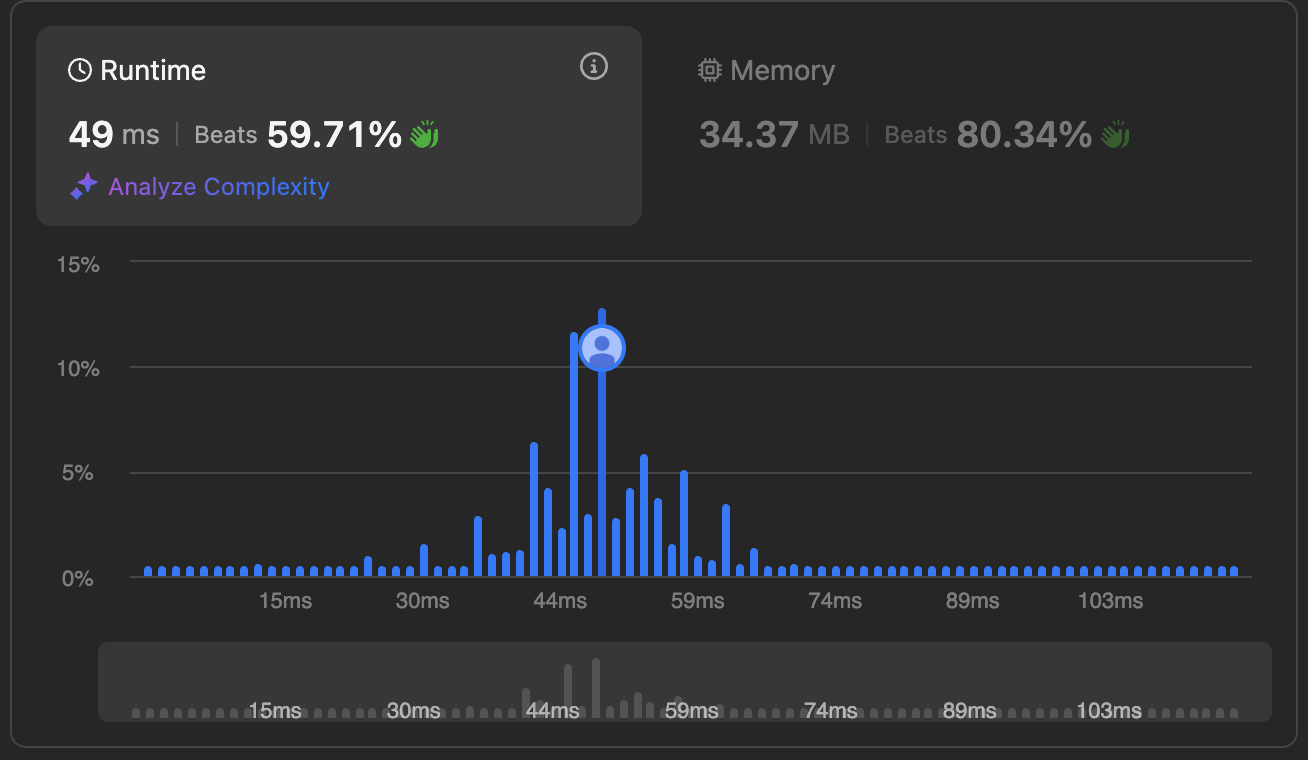 Runtime
49 ms | Beats 59.71%
Analyze Complexity
Memory
34.37 MB | Beats 80.34%
15%
10%
5%
0%
15ms 30ms 44ms 59ms 74ms 89ms 103ms
15ms 30ms 44ms 59ms 74ms 89ms 103ms